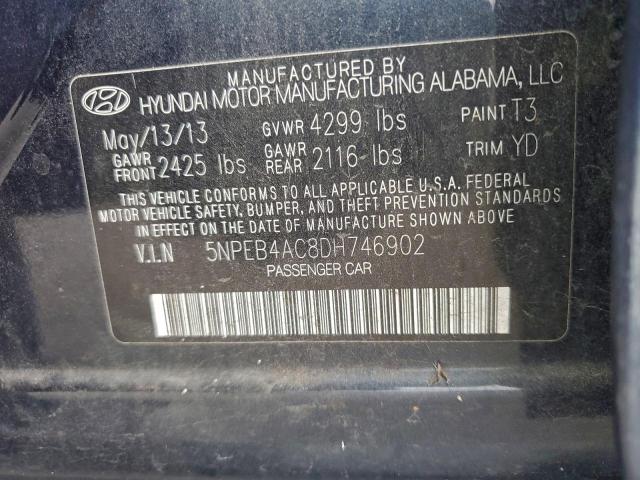 MANUFACTURED BY
HYUNDAI MOTOR MANUFACTURING ALABAMA, LLC
May/13/13 GVWR 4299 lbs PAINT T3
GAWR FRONT 2425 lbs GAWR REAR 2116 lbs TRIM YD
THIS VEHICLE CONFORMS TO ALL APPLICABLE U.S.A. FEDERAL
MOTOR VEHICLE SAFETY, BUMPER, AND THEFT PREVENTION STANDARDS
IN EFFECT ON THE DATE OF MANUFACTURE SHOWN ABOVE
V.I.N 5NPEB4AC8DH746902
PASSENGER CAR